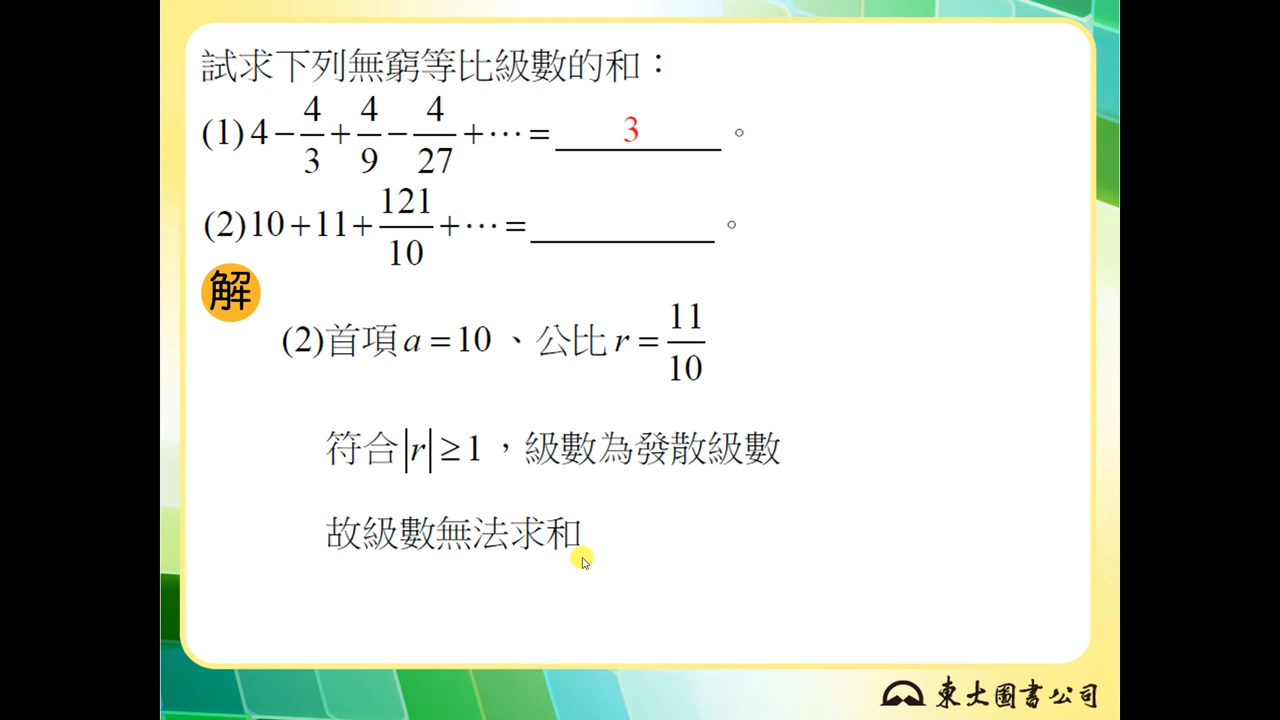 試求下列無窮等比級數的和：
(1) 4 − 4/3 + 4/9 − 4/27 + ⋯ = 3 。
(2) 10 + 11 + 121/10 + ⋯ = ______ 。
解
(2) 首項 a = 10 、公比 r = 11/10
符合 |r| ≥ 1，級數為發散級數
故級數無法求和
東大圖書公司